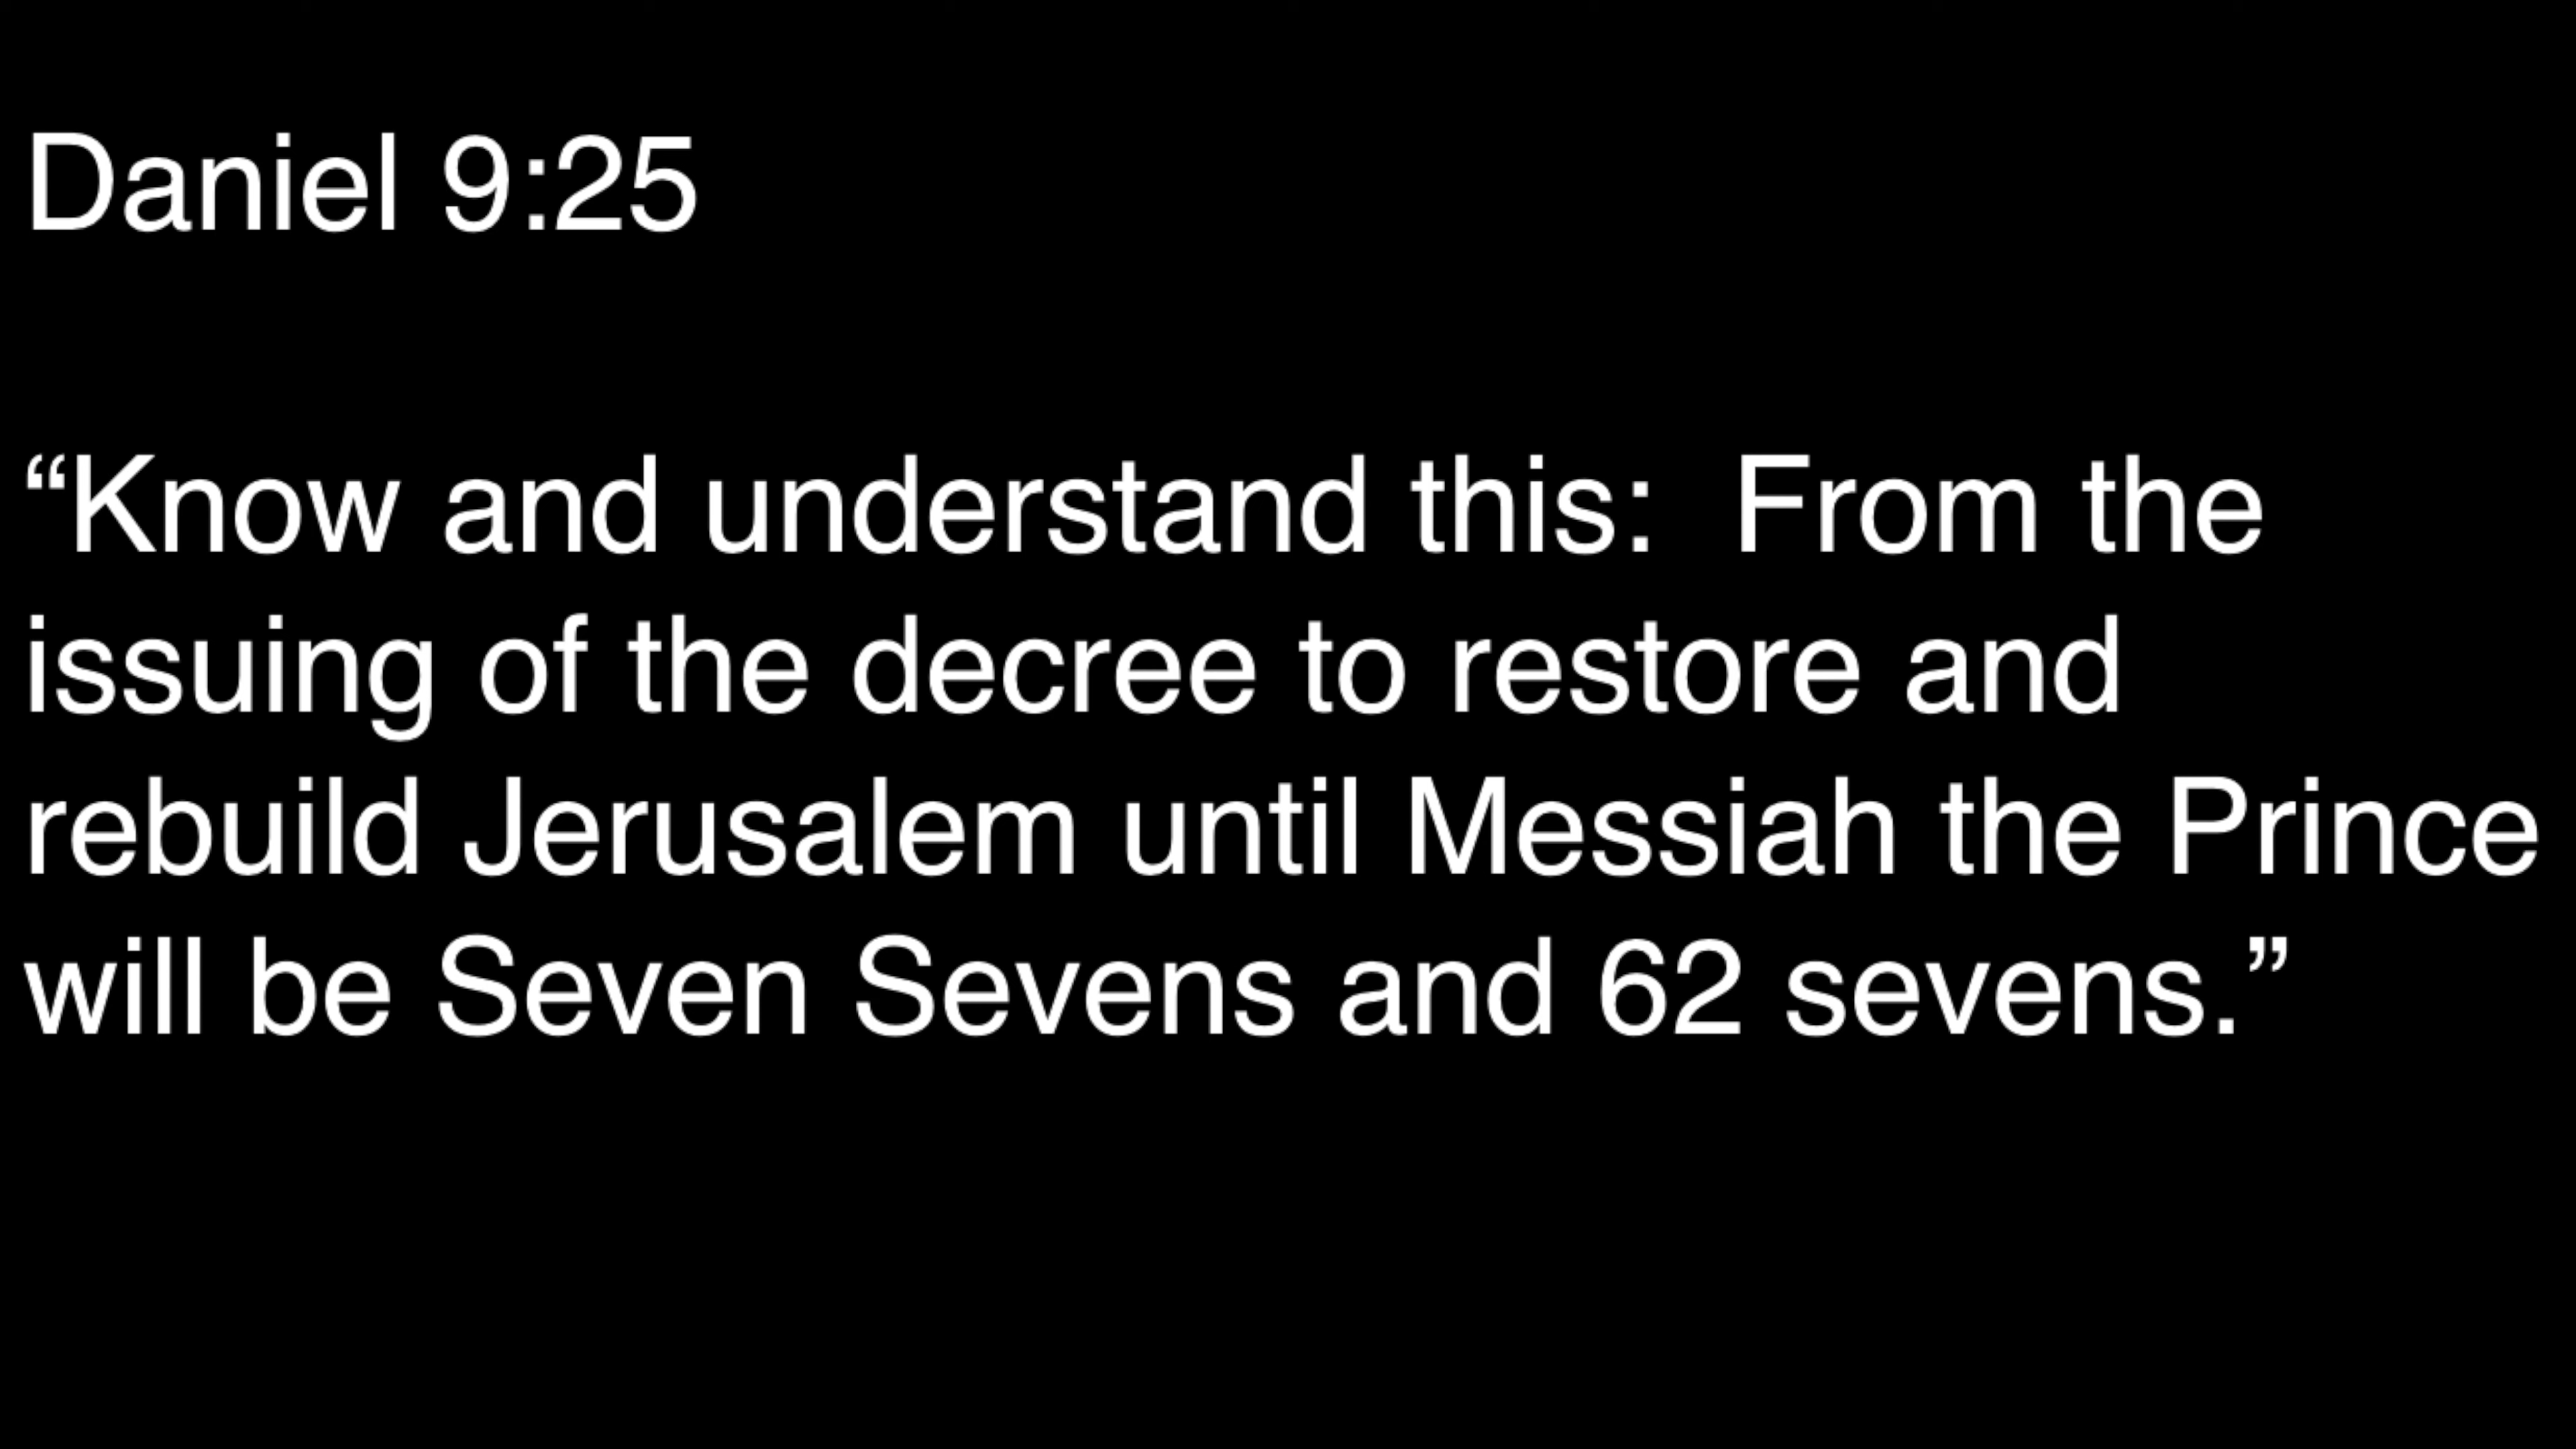 Daniel 9:25
“Know and understand this:  From the
issuing of the decree to restore and
rebuild Jerusalem until Messiah the Prince
will be Seven Sevens and 62 sevens.”